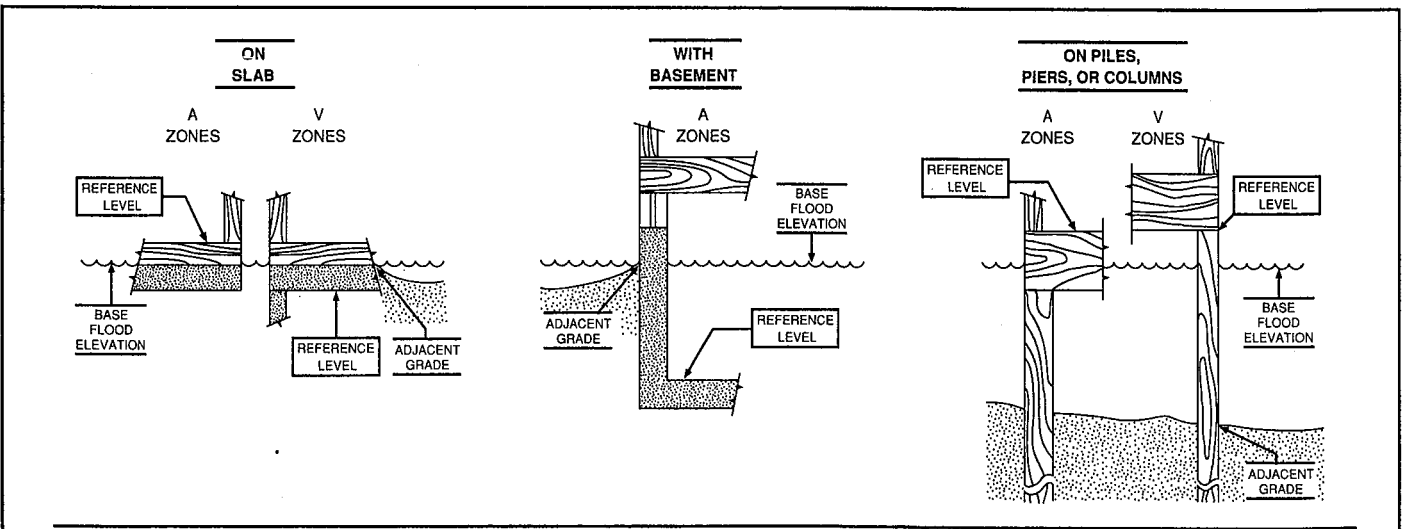 ON
SLAB
A
ZONES
V
ZONES
REFERENCE
LEVEL
BASE
FLOOD
ELEVATION
REFERENCE
LEVEL
ADJACENT
GRADE
WITH
BASEMENT
A
ZONES
BASE
FLOOD
ELEVATION
ADJACENT
GRADE
REFERENCE
LEVEL
ON PILES,
PIERS, OR COLUMNS
A
ZONES
V
ZONES
REFERENCE
LEVEL
REFERENCE
LEVEL
BASE
FLOOD
ELEVATION
ADJACENT
GRADE